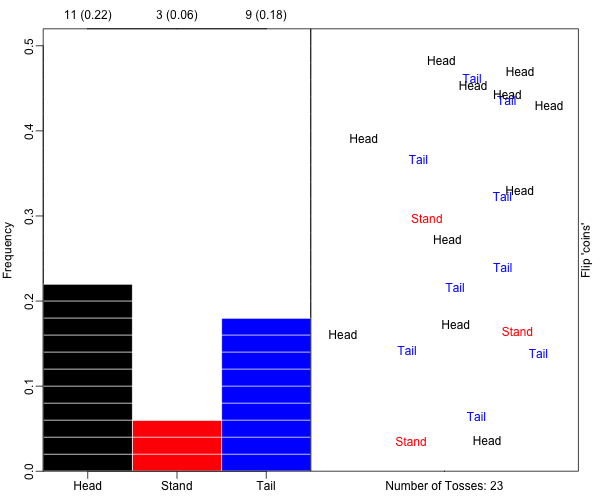 11 (0.22) 3 (0.06) 9 (0.18)
0.5
0.4
0.3
0.2
0.1
0.0
Frequency
Head Stand Tail
Head
Head
Tail
Head
Head
Tail
Head
Head
Tail
Head
Tail
Stand
Head
Tail
Tail
Head
Stand
Head
Tail
Tail
Tail
Stand
Head
Flip 'coins'
Number of Tosses: 23